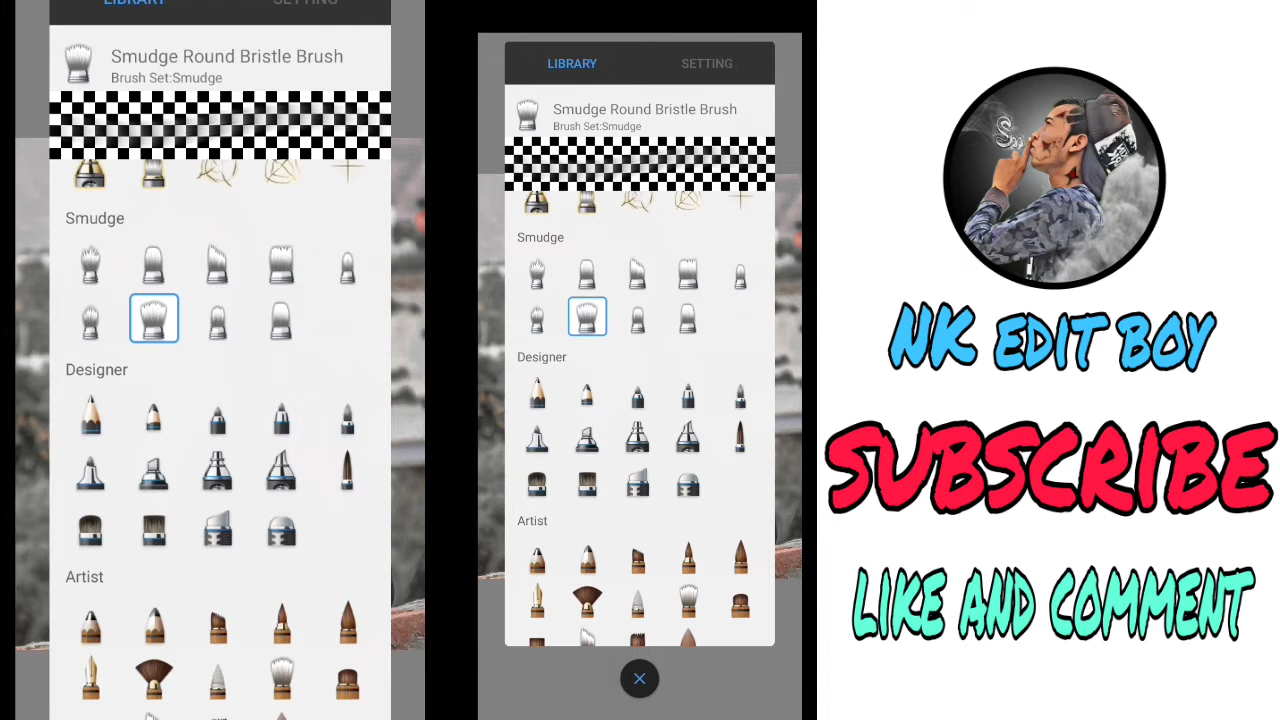 LIBRARY SETTING
Smudge Round Bristle Brush
Brush Set:Smudge
Smudge
Designer
Artist
LIBRARY SETTING
Smudge Round Bristle Brush
Brush Set:Smudge
Smudge
Designer
Artist
NK EDIT BOY
SUBSCRIBE
LIKE AND COMMENT